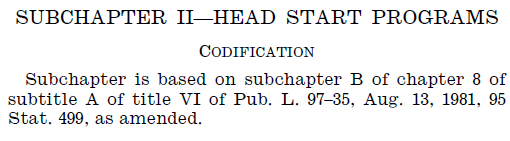 SUBCHAPTER II—HEAD START PROGRAMS
CODIFICATION
Subchapter is based on subchapter B of chapter 8 of
subtitle A of title VI of Pub. L. 97–35, Aug. 13, 1981, 95
Stat. 499, as amended.